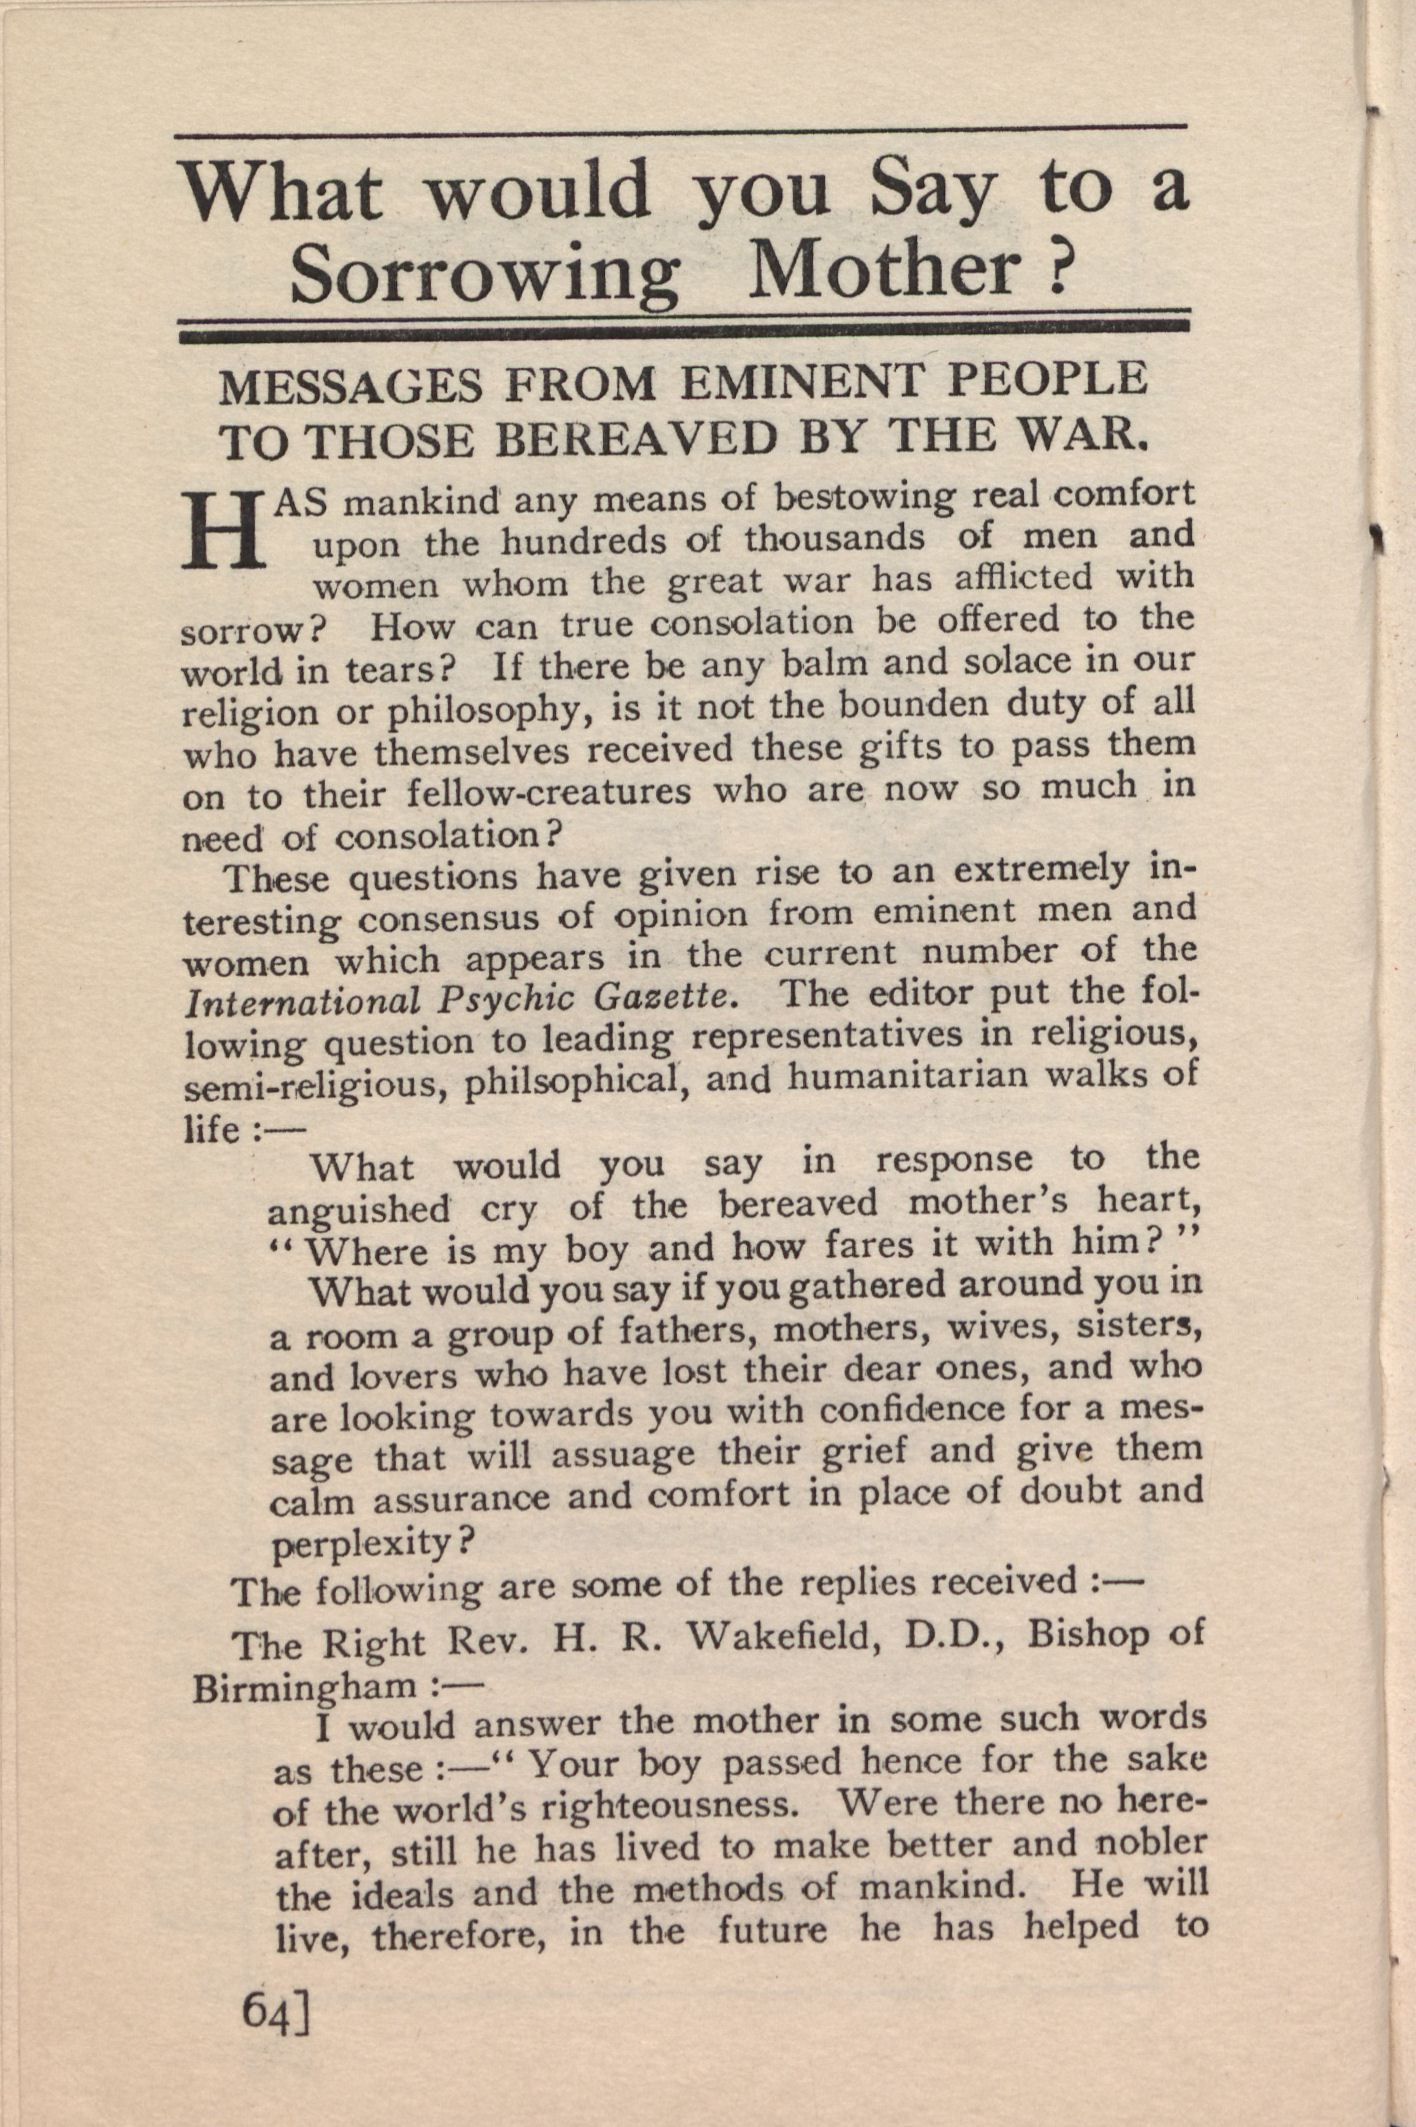 What would you Say to a
Sorrowing Mother?
MESSAGES FROM EMINENT PEOPLE
TO THOSE BEREAVED BY THE WAR.
HAS mankind any means of bestowing real comfort
upon the hundreds of thousands of men and
women whom the great war has afflicted with
sorrow? How can true consolation be offered to the
world in tears? If there be any balm and solace in our
religion or philosophy, is it not the bounden duty of all
who have themselves received these gifts to pass them
on to their fellow-creatures who are now so much in
need of consolation?
These questions have given rise to an extremely in-
teresting consensus of opinion from eminent men and
women which appears in the current number of the
International Psychic Gazette. The editor put the fol-
lowing question to leading representatives in religious,
semi-religious, philsophical, and humanitarian walks of
life :—
What would you say in response to the
anguished cry of the bereaved mother's heart,
“ Where is my boy and how fares it with him? ”
What would you say if you gathered around you in
a room a group of fathers, mothers, wives, sisters,
and lovers who have lost their dear ones, and who
are looking towards you with confidence for a mes-
sage that will assuage their grief and give them
calm assurance and comfort in place of doubt and
perplexity?
The following are some of the replies received :—
The Right Rev. H. R. Wakefield, D.D., Bishop of
Birmingham :—
I would answer the mother in some such words
as these :—“ Your boy passed hence for the sake
of the world's righteousness. Were there no here-
after, still he has lived to make better and nobler
the ideals and the methods of mankind. He will
live, therefore, in the future he has helped to
64]